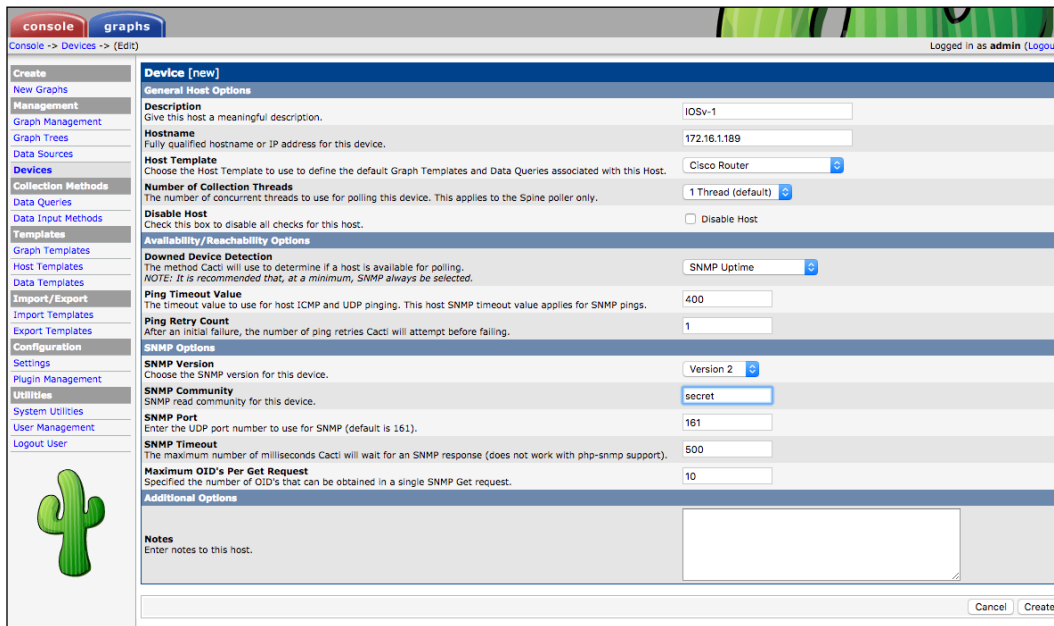 console graphs
Console -> Devices -> (Edit)
Logged in as admin (Logou
Create
New Graphs
Management
Graph Management
Graph Trees
Data Sources
Devices
Collection Methods
Data Queries
Data Input Methods
Templates
Graph Templates
Host Templates
Data Templates
Import/Export
Import Templates
Export Templates
Configuration
Settings
Plugin Management
Utilities
System Utilities
User Management
Logout User
Device [new]
General Host Options
Description
Give this host a meaningful description.
IOSv-1
Hostname
Fully qualified hostname or IP address for this device.
172.16.1.189
Host Template
Choose the Host Template to use to define the default Graph Templates and Data Queries associated with this Host.
Cisco Router
Number of Collection Threads
The number of concurrent threads to use for polling this device. This applies to the Spine poller only.
1 Thread (default)
Disable Host
Check this box to disable all checks for this host.
Disable Host
Availability/Reachability Options
Downed Device Detection
The method Cacti will use to determine if a host is available for polling.
NOTE: It is recommended that, at a minimum, SNMP always be selected.
SNMP Uptime
Ping Timeout Value
The timeout value to use for host ICMP and UDP pinging. This host SNMP timeout value applies for SNMP pings.
400
Ping Retry Count
After an initial failure, the number of ping retries Cacti will attempt before failing.
1
SNMP Options
SNMP Version
Choose the SNMP version for this device.
Version 2
SNMP Community
SNMP read community for this device.
secret
SNMP Port
Enter the UDP port number to use for SNMP (default is 161).
161
SNMP Timeout
The maximum number of milliseconds Cacti will wait for an SNMP response (does not work with php-snmp support).
500
Maximum OID's Per Get Request
Specified the number of OID's that can be obtained in a single SNMP Get request.
10
Additional Options
Notes
Enter notes to this host.
Cancel Create